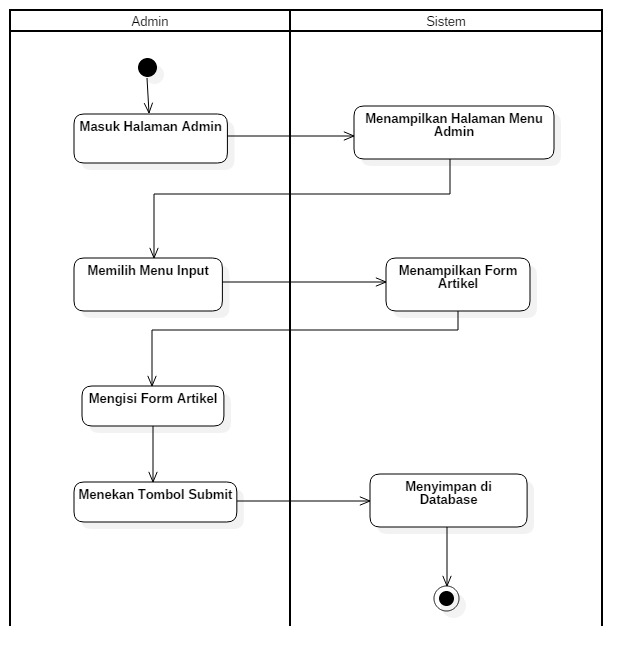 Admin
Sistem
Masuk Halaman Admin
Menampilkan Halaman Menu
Admin
Memilih Menu Input
Menampilkan Form
Artikel
Mengisi Form Artikel
Menekan Tombol Submit
Menyimpan di
Database